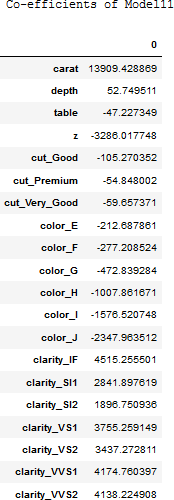 Co-efficients of Model11
0
carat 13909.428869
depth 52.749511
table -47.227349
z -3286.017748
cut_Good -105.270352
cut_Premium -54.848002
cut_Very_Good -59.657371
color_E -212.687861
color_F -277.208524
color_G -472.839284
color_H -1007.861671
color_I -1576.520748
color_J -2347.963512
clarity_IF 4515.255501
clarity_SI1 2841.897619
clarity_SI2 1896.750936
clarity_VS1 3755.259149
clarity_VS2 3437.272811
clarity_VVS1 4174.760397
clarity_VVS2 4138.224908